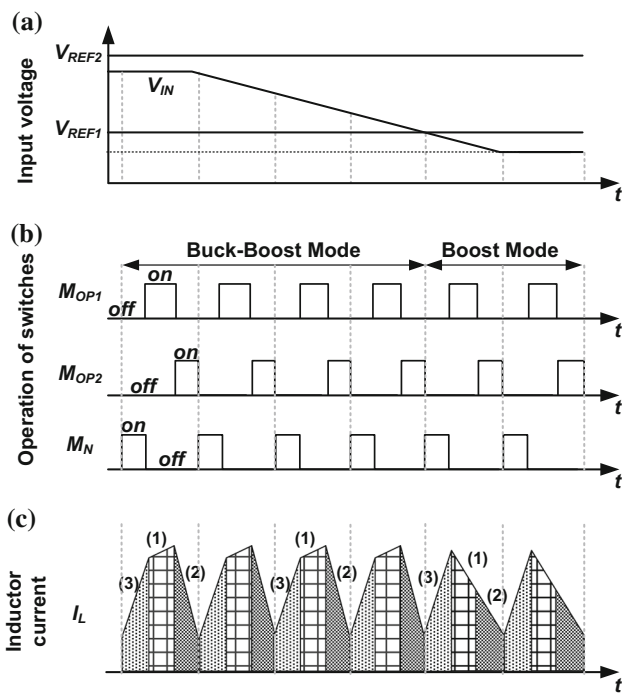 (a)
Input voltage
V_REF2
V_IN
V_REF1
t
(b)
Operation of switches
Buck-Boost Mode
Boost Mode
M_OP1
on
off
t
M_OP2
on
off
t
M_N
on
off
t
(c)
Inductor current
I_L
(3)
(1)
(2)
(3)
(1)
(2)
(3)
(1)
(2)
t